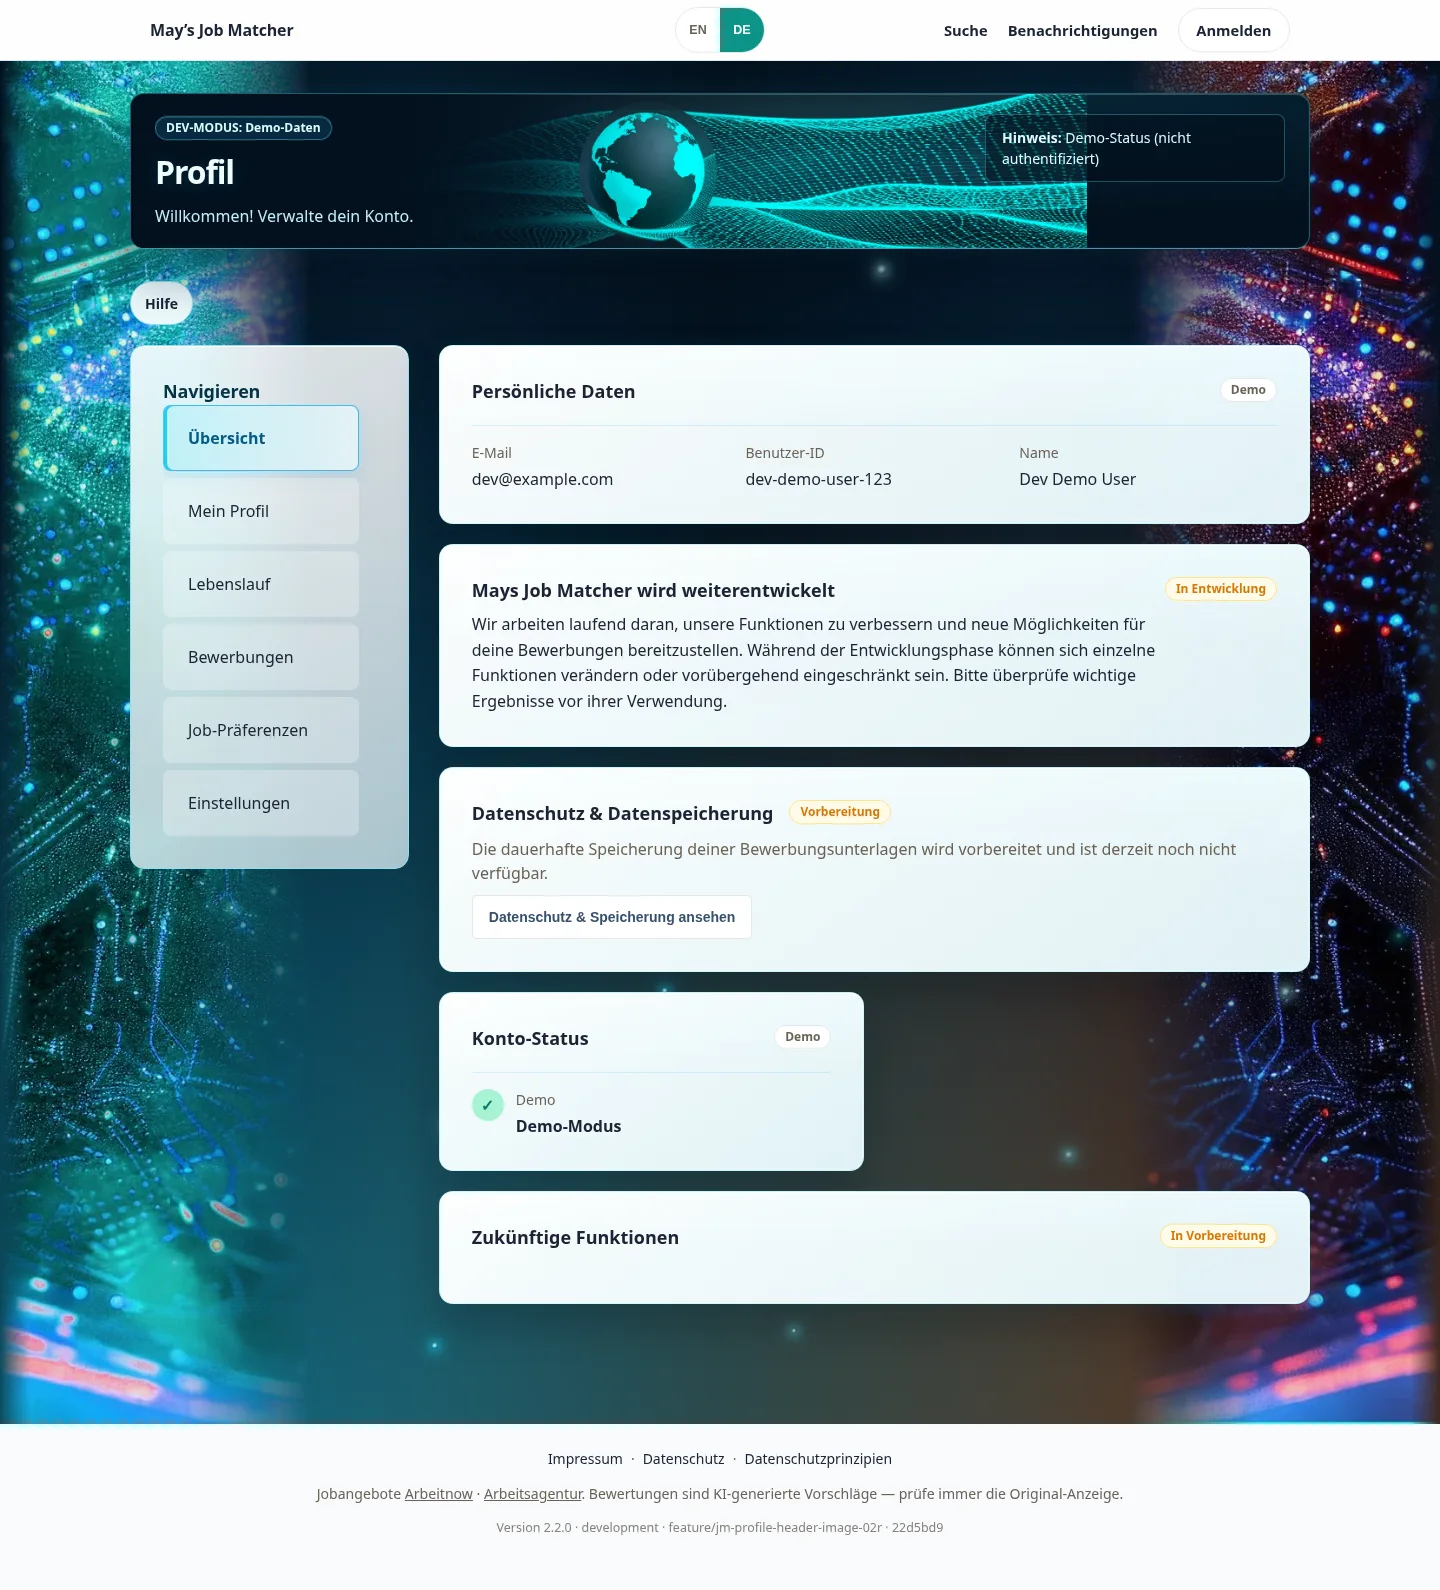 May’s Job Matcher
EN DE
Suche Benachrichtigungen Anmelden
DEV-MODUS: Demo-Daten
Profil
Willkommen! Verwalte dein Konto.
Hinweis: Demo-Status (nicht
authentifiziert)
Hilfe
Navigieren
Übersicht
Mein Profil
Lebenslauf
Bewerbungen
Job-Präferenzen
Einstellungen
Persönliche Daten
Demo
E-Mail
dev@example.com
Benutzer-ID
dev-demo-user-123
Name
Dev Demo User
Mays Job Matcher wird weiterentwickelt
In Entwicklung
Wir arbeiten laufend daran, unsere Funktionen zu verbessern und neue Möglichkeiten für
deine Bewerbungen bereitzustellen. Während der Entwicklungsphase können sich einzelne
Funktionen verändern oder vorübergehend eingeschränkt sein. Bitte überprüfe wichtige
Ergebnisse vor ihrer Verwendung.
Datenschutz & Datenspeicherung
Vorbereitung
Die dauerhafte Speicherung deiner Bewerbungsunterlagen wird vorbereitet und ist derzeit noch nicht
verfügbar.
Datenschutz & Speicherung ansehen
Konto-Status
Demo
✓
Demo
Demo-Modus
Zukünftige Funktionen
In Vorbereitung
Impressum · Datenschutz · Datenschutzprinzipien
Jobangebote Arbeitnow · Arbeitsagentur. Bewertungen sind KI-generierte Vorschläge — prüfe immer die Original-Anzeige.
Version 2.2.0 · development · feature/jm-profile-header-image-02r · 22d5bd9